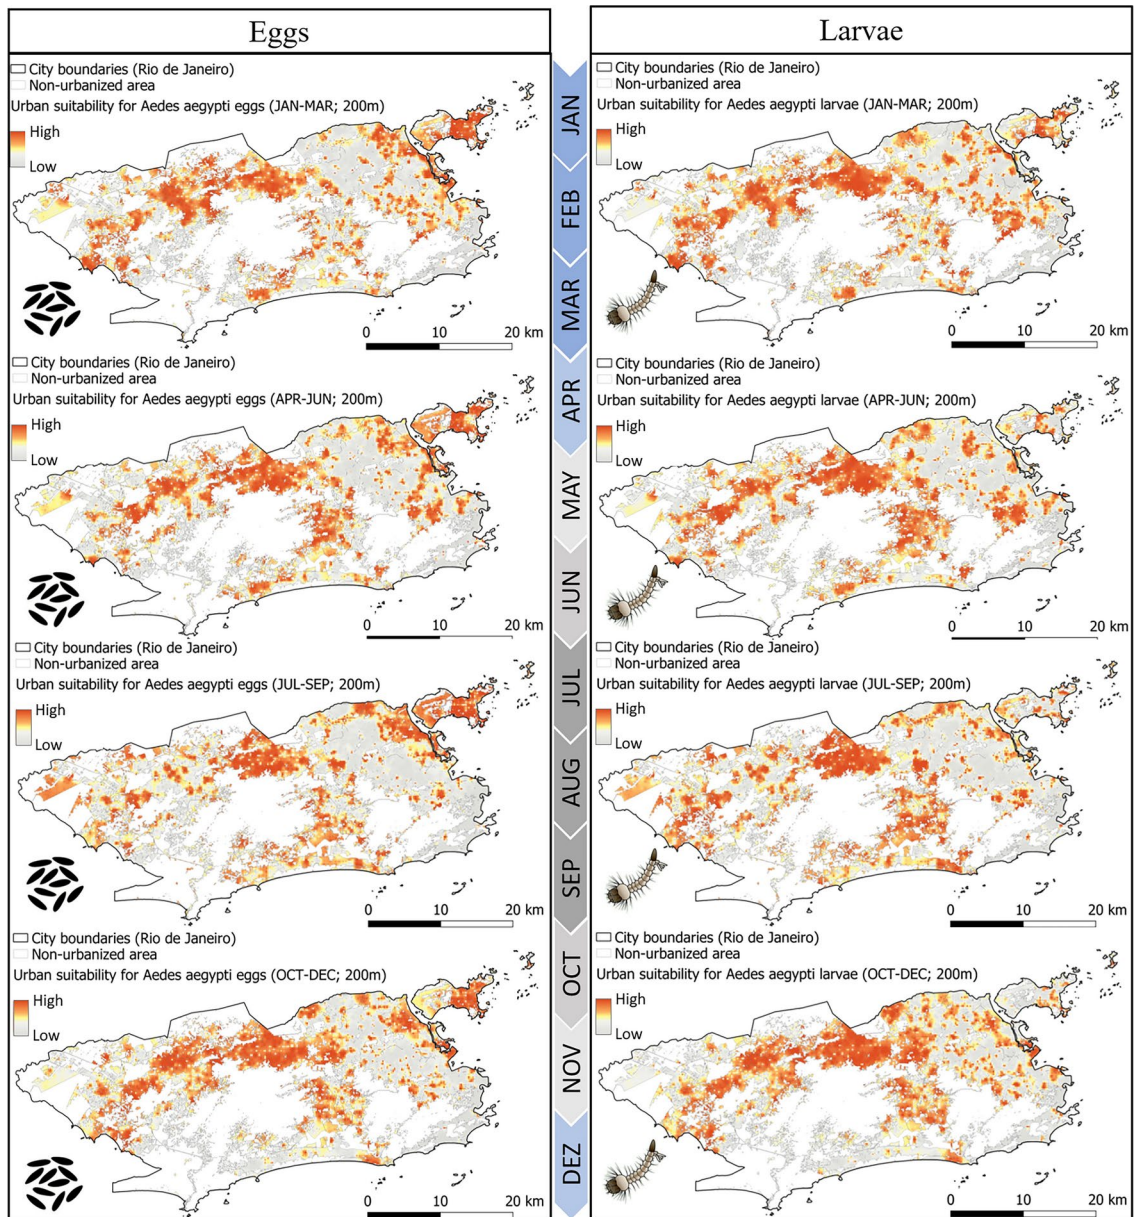 Eggs
Larvae
City boundaries (Rio de Janeiro)
Non-urbanized area
Urban suitability for Aedes aegypti eggs (JAN-MAR; 200m)
High
Low
0 10 20 km
City boundaries (Rio de Janeiro)
Non-urbanized area
Urban suitability for Aedes aegypti larvae (JAN-MAR; 200m)
High
Low
0 10 20 km
JAN
FEB
MAR
City boundaries (Rio de Janeiro)
Non-urbanized area
Urban suitability for Aedes aegypti eggs (APR-JUN; 200m)
High
Low
0 10 20 km
City boundaries (Rio de Janeiro)
Non-urbanized area
Urban suitability for Aedes aegypti larvae (APR-JUN; 200m)
High
Low
0 10 20 km
APR
MAY
JUN
City boundaries (Rio de Janeiro)
Non-urbanized area
Urban suitability for Aedes aegypti eggs (JUL-SEP; 200m)
High
Low
0 10 20 km
City boundaries (Rio de Janeiro)
Non-urbanized area
Urban suitability for Aedes aegypti larvae (JUL-SEP; 200m)
High
Low
0 10 20 km
JUL
AUG
SEP
City boundaries (Rio de Janeiro)
Non-urbanized area
Urban suitability for Aedes aegypti eggs (OCT-DEC; 200m)
High
Low
0 10 20 km
City boundaries (Rio de Janeiro)
Non-urbanized area
Urban suitability for Aedes aegypti larvae (OCT-DEC; 200m)
High
Low
0 10 20 km
OCT
NOV
DEZ